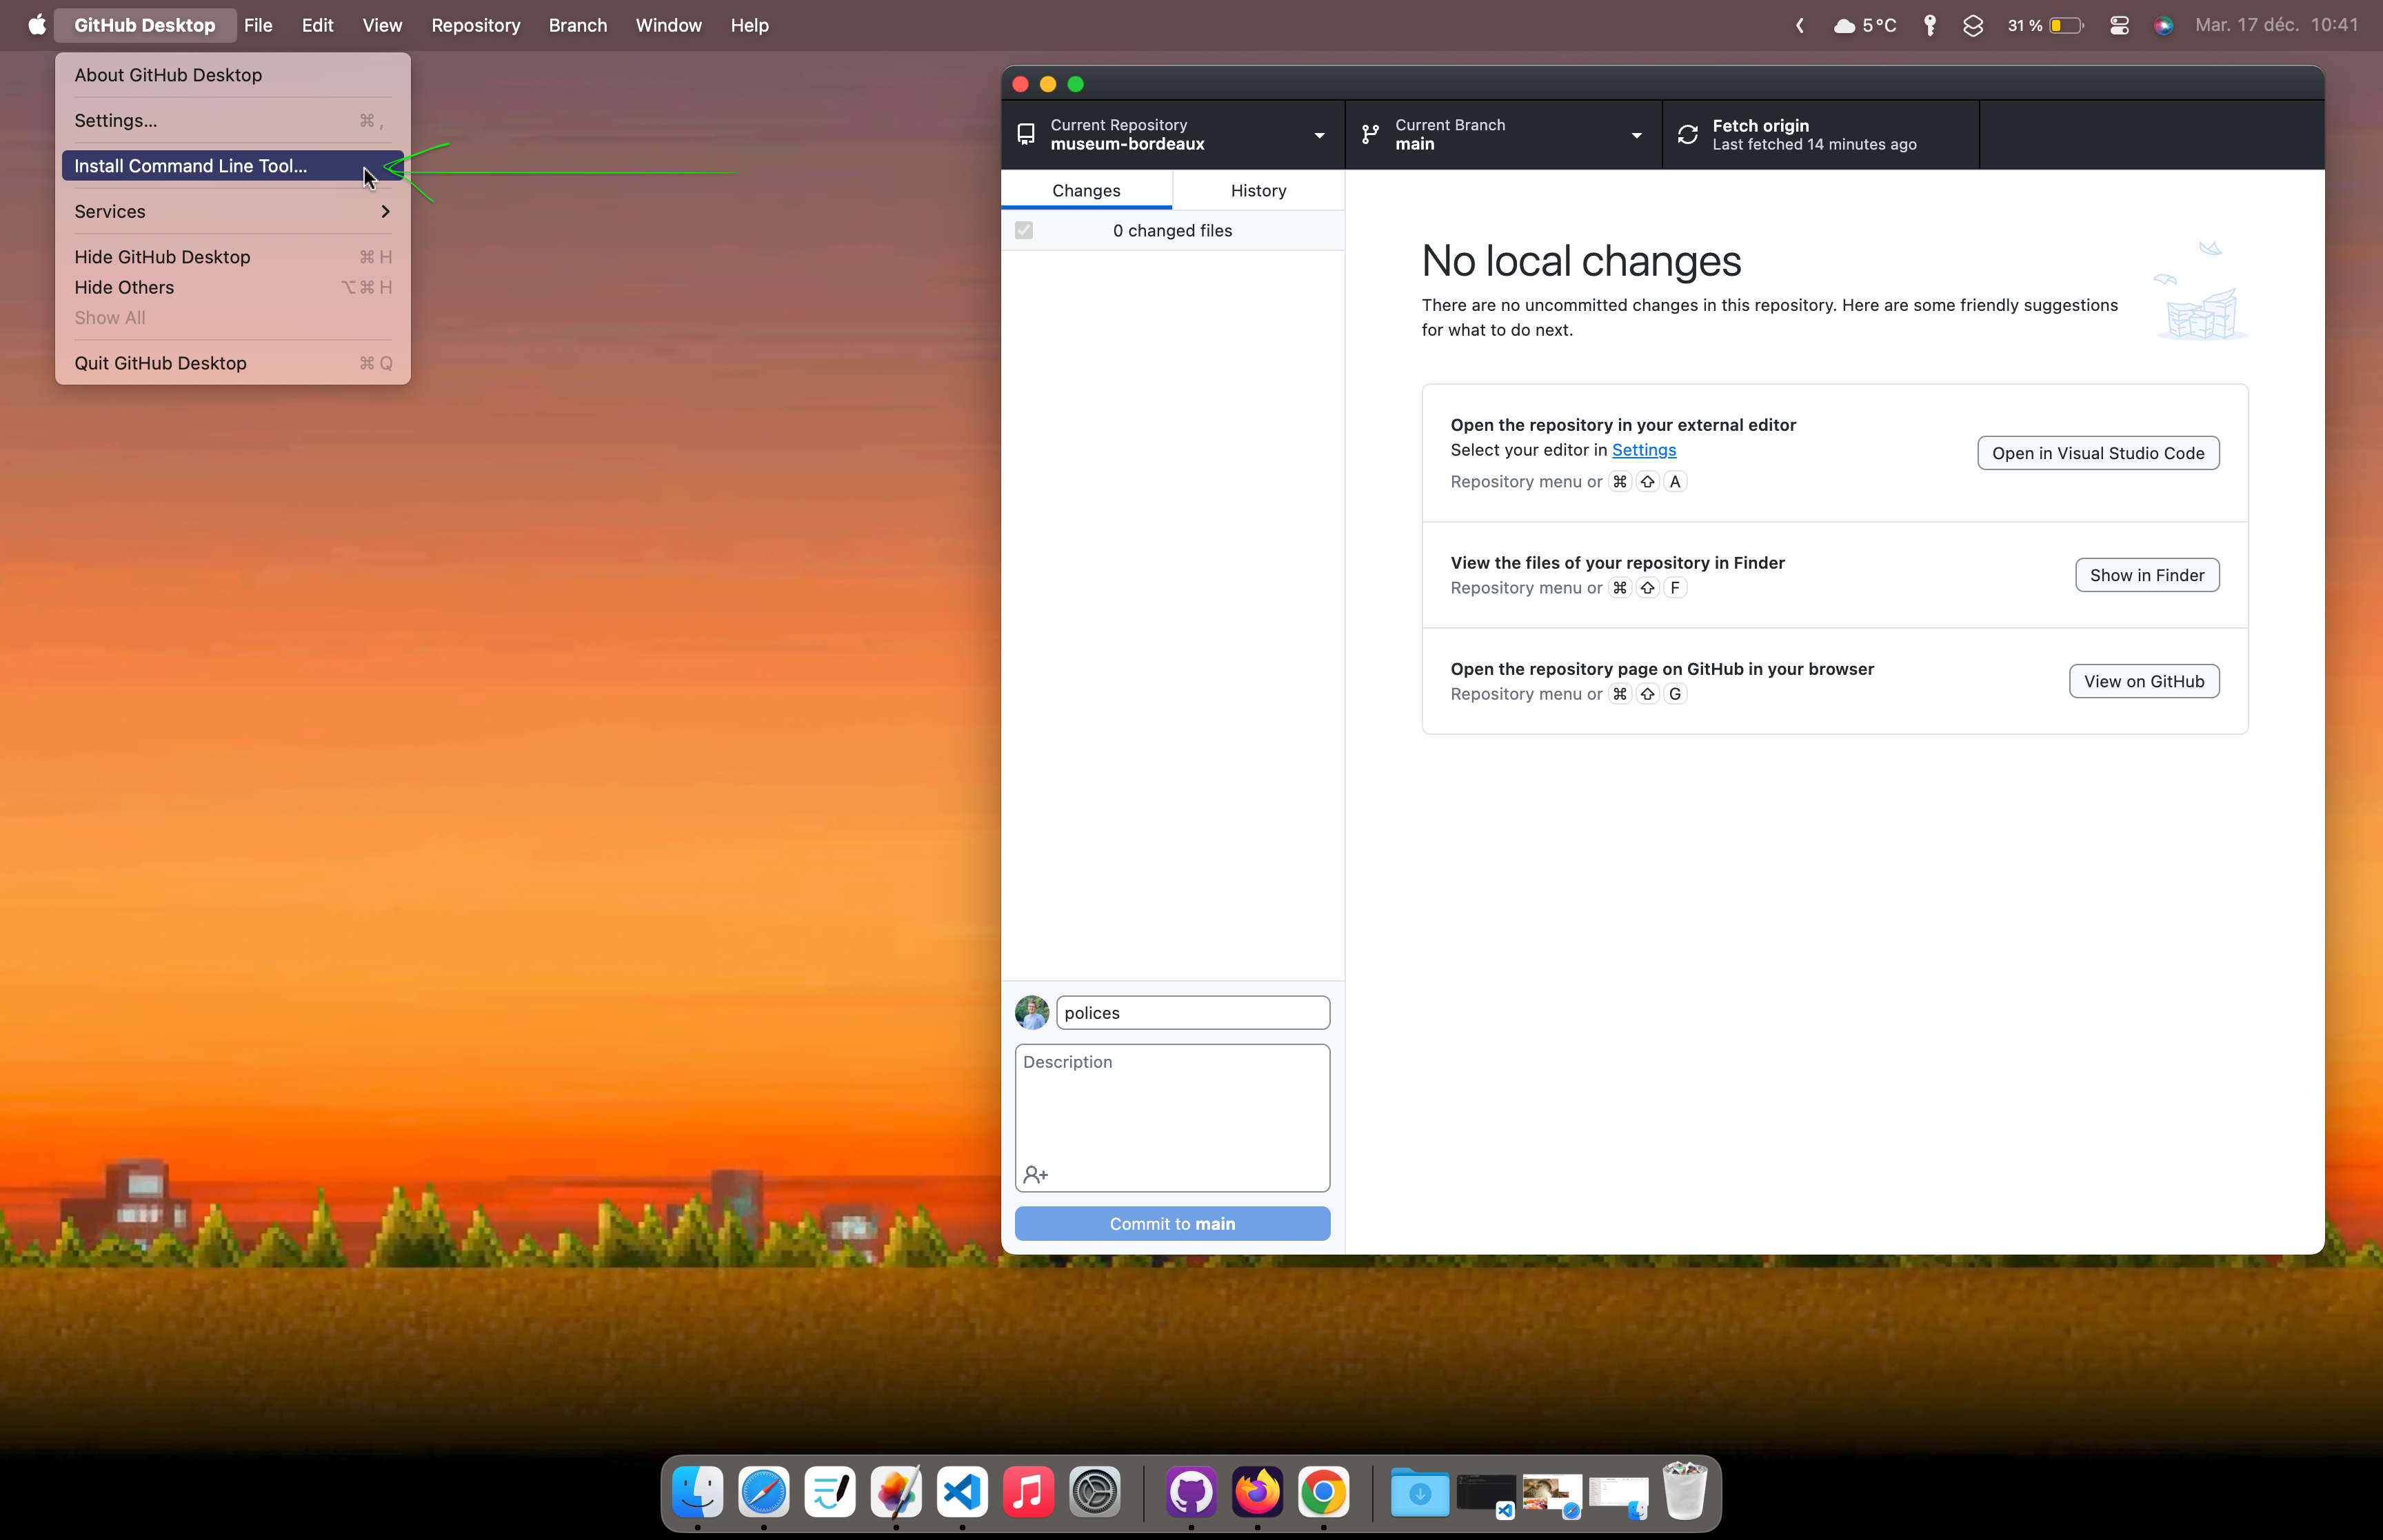 GitHub Desktop File Edit View Repository Branch Window Help
5°C 31 % Mar. 17 déc. 10:41
About GitHub Desktop
Settings... ⌘ ,
Install Command Line Tool...
Services
Hide GitHub Desktop ⌘ H
Hide Others ⌥ ⌘ H
Show All
Quit GitHub Desktop ⌘ Q
Current Repository
museum-bordeaux
Current Branch
main
Fetch origin
Last fetched 14 minutes ago
Changes History
0 changed files
No local changes
There are no uncommitted changes in this repository. Here are some friendly suggestions
for what to do next.
Open the repository in your external editor
Select your editor in Settings
Repository menu or ⌘ ⇧ A
Open in Visual Studio Code
View the files of your repository in Finder
Repository menu or ⌘ ⇧ F
Show in Finder
Open the repository page on GitHub in your browser
Repository menu or ⌘ ⇧ G
View on GitHub
polices
Description
Commit to main